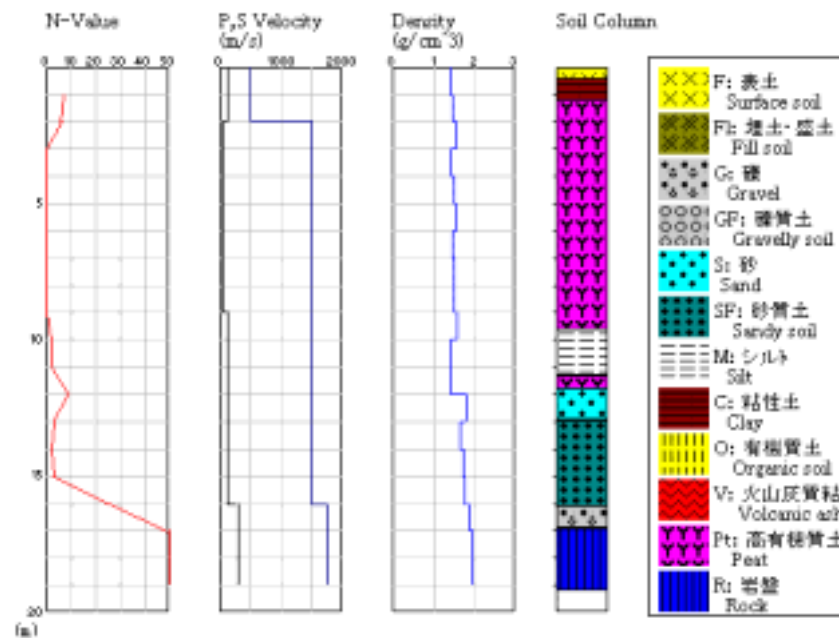 N-Value
P,S Velocity
(m/s)
Density
(g/cm^3)
Soil Column
0 10 20 30 40 50
0 1000 2000
0 1 2 3
5
10
15
20
(m)
F: 表土
Surface soil
FI: 埋土・盛土
Fill soil
G: 礫
Gravel
GF: 礫質土
Gravelly soil
S: 砂
Sand
SF: 砂質土
Sandy soil
M: シルト
Silt
C: 粘性土
Clay
O: 有機質土
Organic soil
V: 火山灰質粘
Volcanic ash
Pt: 高有機質土
Peat
R: 岩盤
Rock